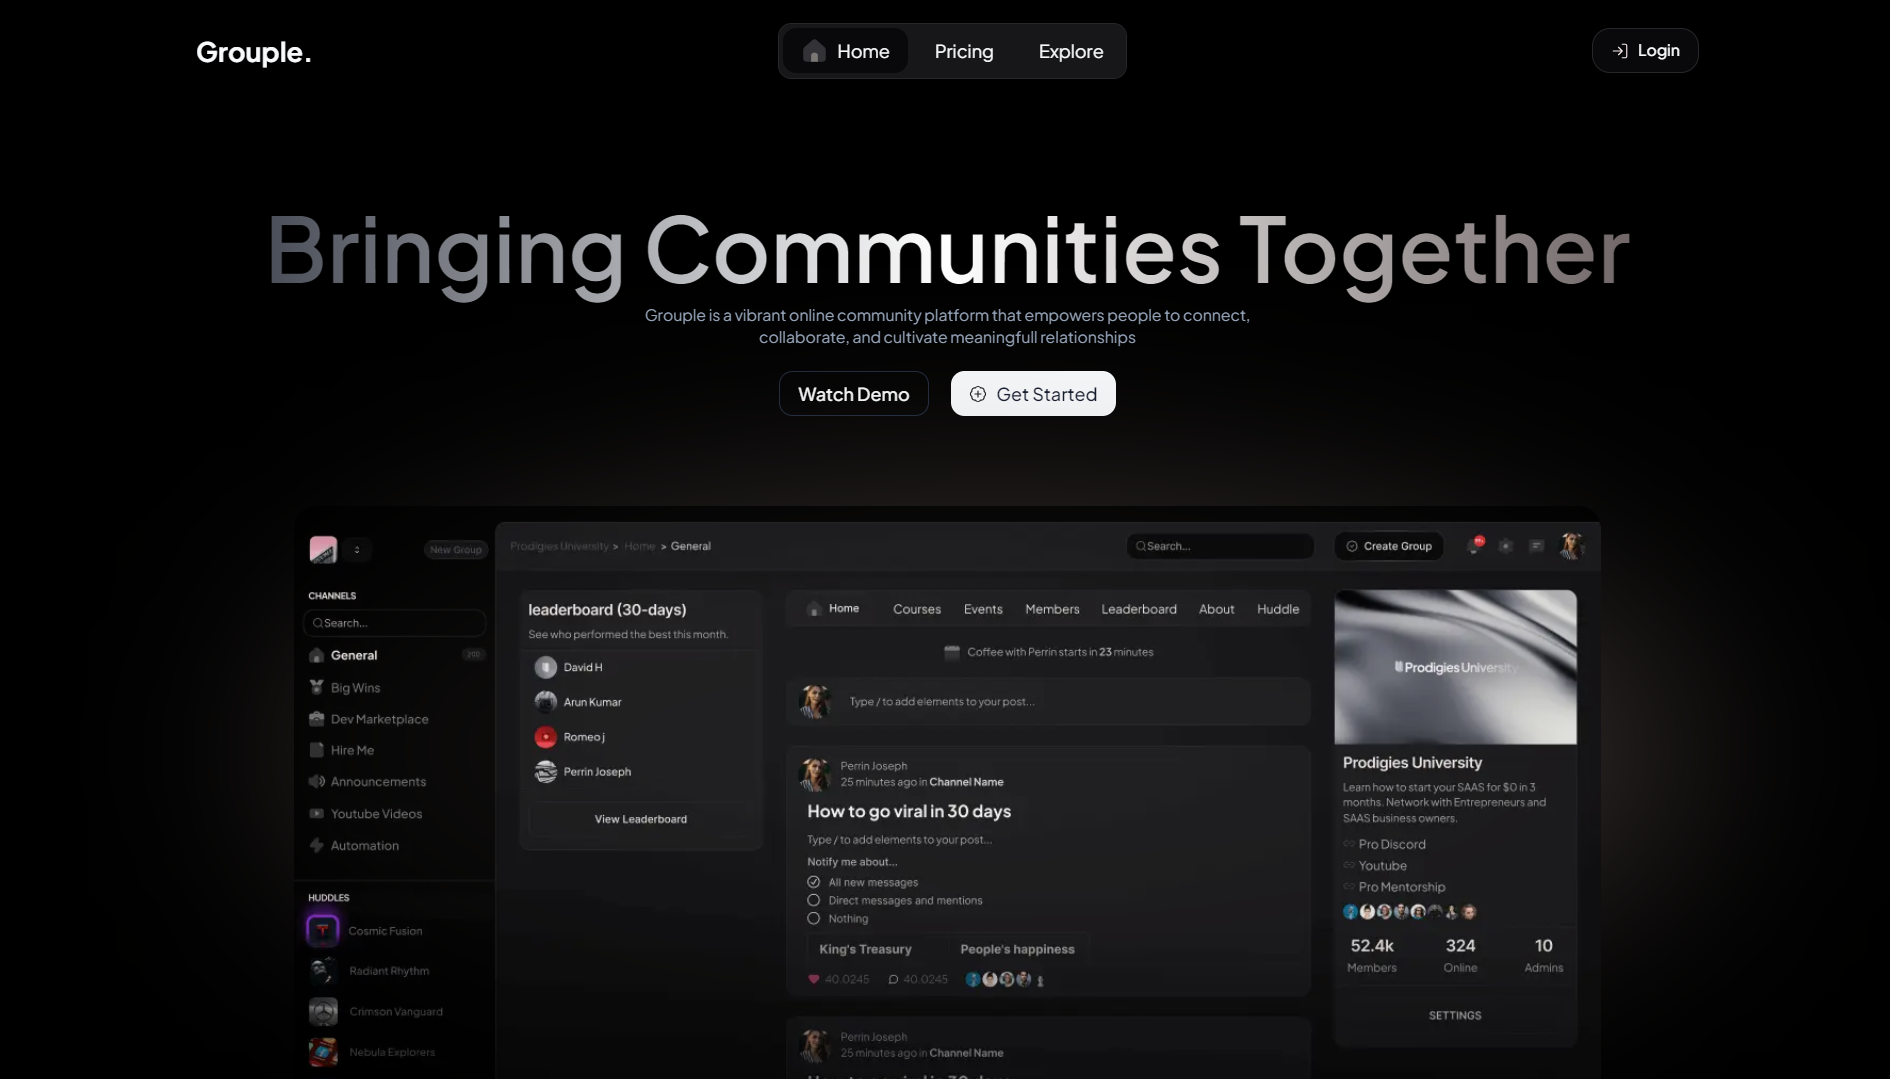 Grouple.
Home
Pricing
Explore
Login
Bringing Communities Together
Grouple is a vibrant online community platform that empowers people to connect,
collaborate, and cultivate meaningfull relationships
Watch Demo
Get Started
New Group
Prodigies University > Home > General
Search...
Create Group
99+
CHANNELS
Search...
General
200
Big Wins
Dev Marketplace
Hire Me
Announcements
Youtube Videos
Automation
HUDDLES
Cosmic Fusion
Radiant Rhythm
Crimson Vanguard
Nebula Explorers
leaderboard (30-days)
See who performed the best this month.
David H
Arun Kumar
Romeo j
Perrin Joseph
View Leaderboard
Home
Courses
Events
Members
Leaderboard
About
Huddle
Coffee with Perrin starts in 23 minutes
Type / to add elements to your post...
Perrin Joseph
25 minutes ago in Channel Name
How to go viral in 30 days
Type / to add elements to your post...
Notify me about...
All new messages
Direct messages and mentions
Nothing
King's Treasury
People's happiness
40.0245
40.0245
Perrin Joseph
25 minutes ago in Channel Name
How to go viral in 30 days
Prodigies University
Prodigies University
Learn how to start your SAAS for $0 in 3
months. Network with Entrepreneurs and
SAAS business owners.
Pro Discord
Youtube
Pro Mentorship
52.4k
Members
324
Online
10
Admins
SETTINGS